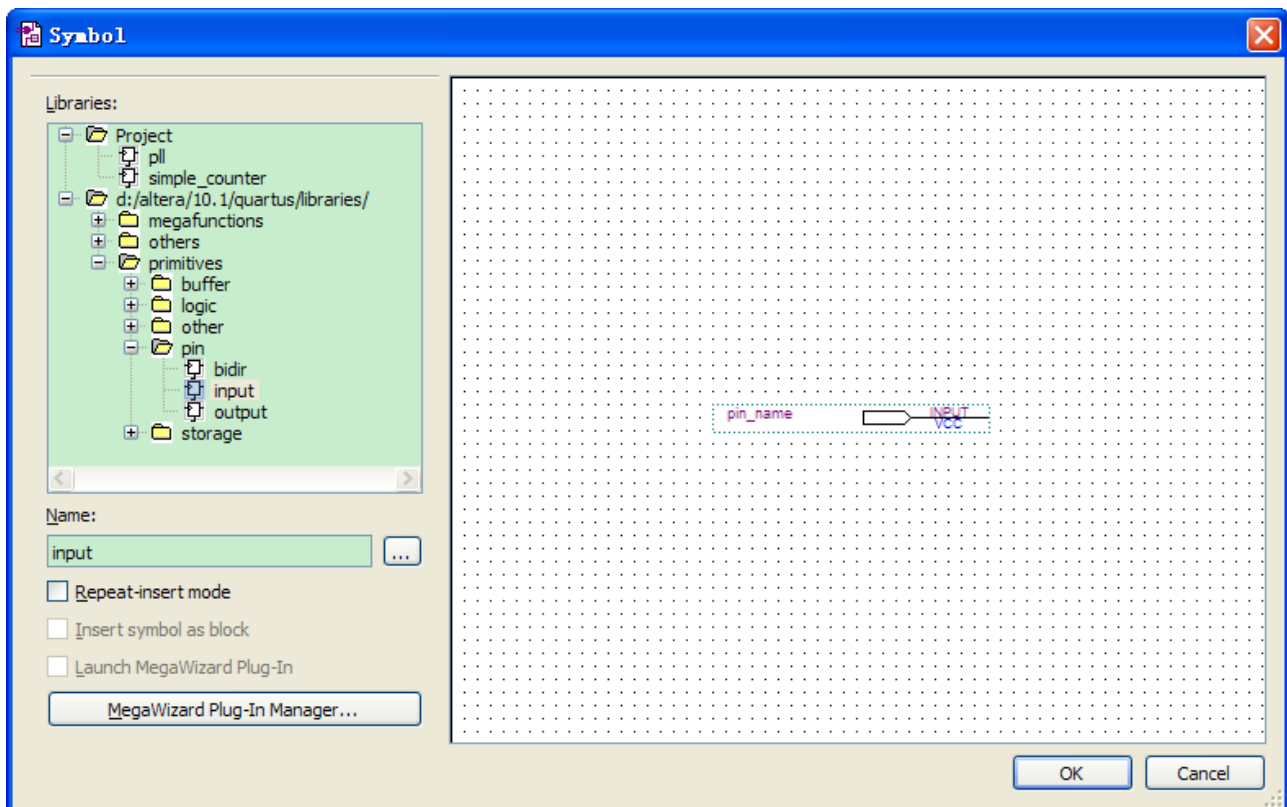 Symbol
Libraries:
Project
pll
simple_counter
d:/altera/10.1/quartus/libraries/
megafunctions
others
primitives
buffer
logic
other
pin
bidir
input
output
storage
Name:
input
...
Repeat-insert mode
Insert symbol as block
Launch MegaWizard Plug-In
MegaWizard Plug-In Manager...
pin_name
INPUT
VCC
OK
Cancel